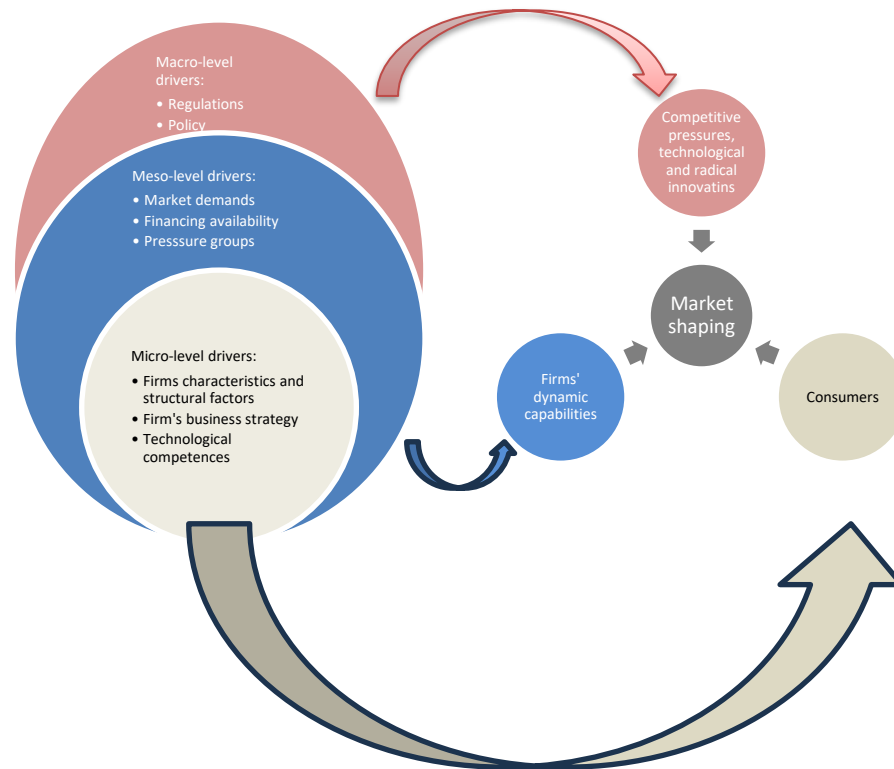 Macro-level
drivers:
• Regulations
• Policy
Meso-level drivers:
• Market demands
• Financing availability
• Presssure groups
Micro-level drivers:
• Firms characteristics and
structural factors
• Firm's business strategy
• Technological
competences
Competitive
pressures,
technological
and radical
innovatins
Market
shaping
Firms'
dynamic
capabilities
Consumers